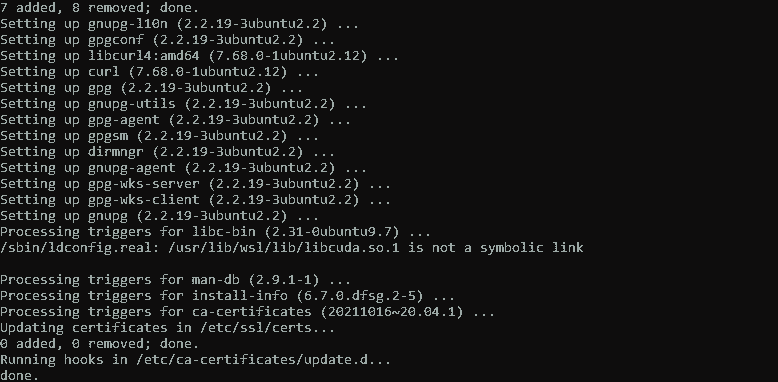 7 added, 8 removed; done.
Setting up gnupg-l10n (2.2.19-3ubuntu2.2) ...
Setting up gpgconf (2.2.19-3ubuntu2.2) ...
Setting up libcurl4:amd64 (7.68.0-1ubuntu2.12) ...
Setting up curl (7.68.0-1ubuntu2.12) ...
Setting up gpg (2.2.19-3ubuntu2.2) ...
Setting up gnupg-utils (2.2.19-3ubuntu2.2) ...
Setting up gpg-agent (2.2.19-3ubuntu2.2) ...
Setting up gpgsm (2.2.19-3ubuntu2.2) ...
Setting up dirmngr (2.2.19-3ubuntu2.2) ...
Setting up gnupg-agent (2.2.19-3ubuntu2.2) ...
Setting up gpg-wks-server (2.2.19-3ubuntu2.2) ...
Setting up gpg-wks-client (2.2.19-3ubuntu2.2) ...
Setting up gnupg (2.2.19-3ubuntu2.2) ...
Processing triggers for libc-bin (2.31-0ubuntu9.7) ...
/sbin/ldconfig.real: /usr/lib/wsl/lib/libcuda.so.1 is not a symbolic link
Processing triggers for man-db (2.9.1-1) ...
Processing triggers for install-info (6.7.0.dfsg.2-5) ...
Processing triggers for ca-certificates (20211016~20.04.1) ...
Updating certificates in /etc/ssl/certs...
0 added, 0 removed; done.
Running hooks in /etc/ca-certificates/update.d...
done.